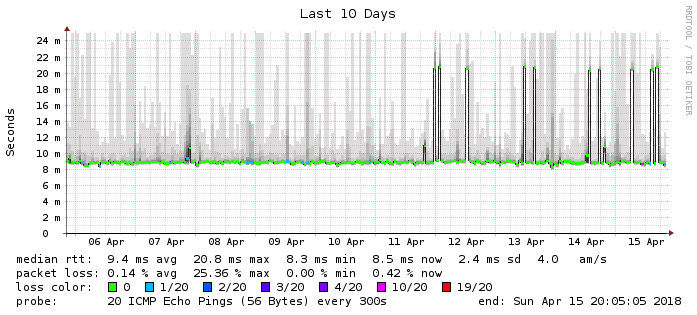 Last 10 Days
RRDTOOL / TOBI OETIKER
Seconds
24 m
22 m
20 m
18 m
16 m
14 m
12 m
10 m
8 m
6 m
4 m
2 m
0
06 Apr 07 Apr 08 Apr 09 Apr 10 Apr 11 Apr 12 Apr 13 Apr 14 Apr 15 Apr
median rtt: 9.4 ms avg 20.8 ms max 8.3 ms min 8.5 ms now 2.4 ms sd 4.0 am/s
packet loss: 0.14 % avg 25.36 % max 0.00 % min 0.42 % now
loss color: 0 1/20 2/20 3/20 4/20 10/20 19/20
probe: 20 ICMP Echo Pings (56 Bytes) every 300s end: Sun Apr 15 20:05:05 2018